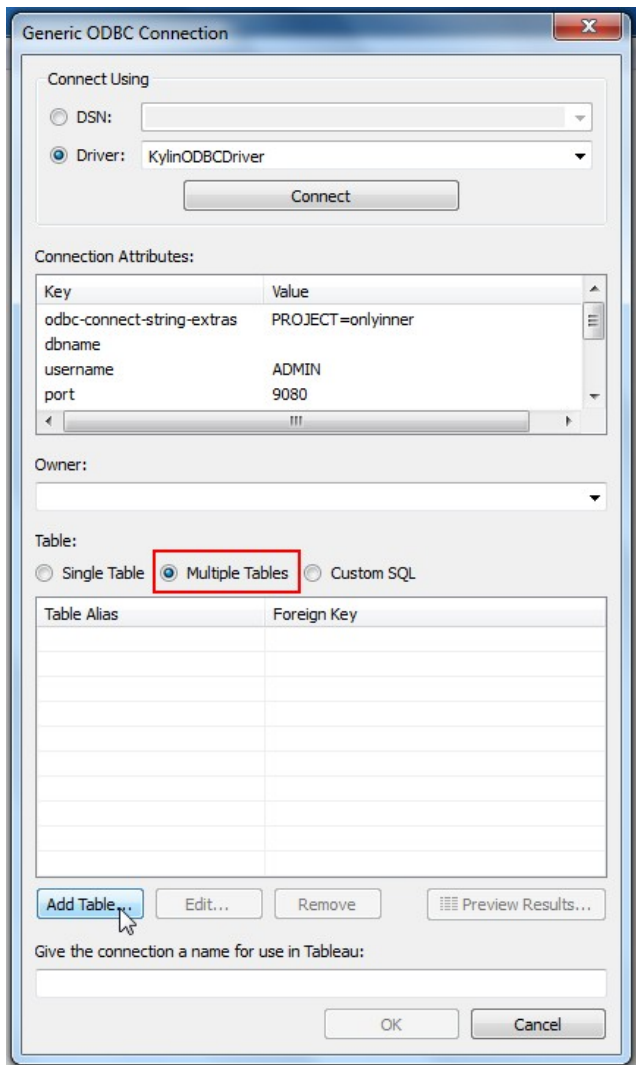 Generic ODBC Connection
Connect Using
DSN:
Driver: KylinODBCDriver
Connect
Connection Attributes:
Key Value
odbc-connect-string-extras PROJECT=onlyinner
dbname
username ADMIN
port 9080
Owner:
Table:
Single Table Multiple Tables Custom SQL
Table Alias Foreign Key
Add Table... Edit... Remove Preview Results...
Give the connection a name for use in Tableau:
OK Cancel